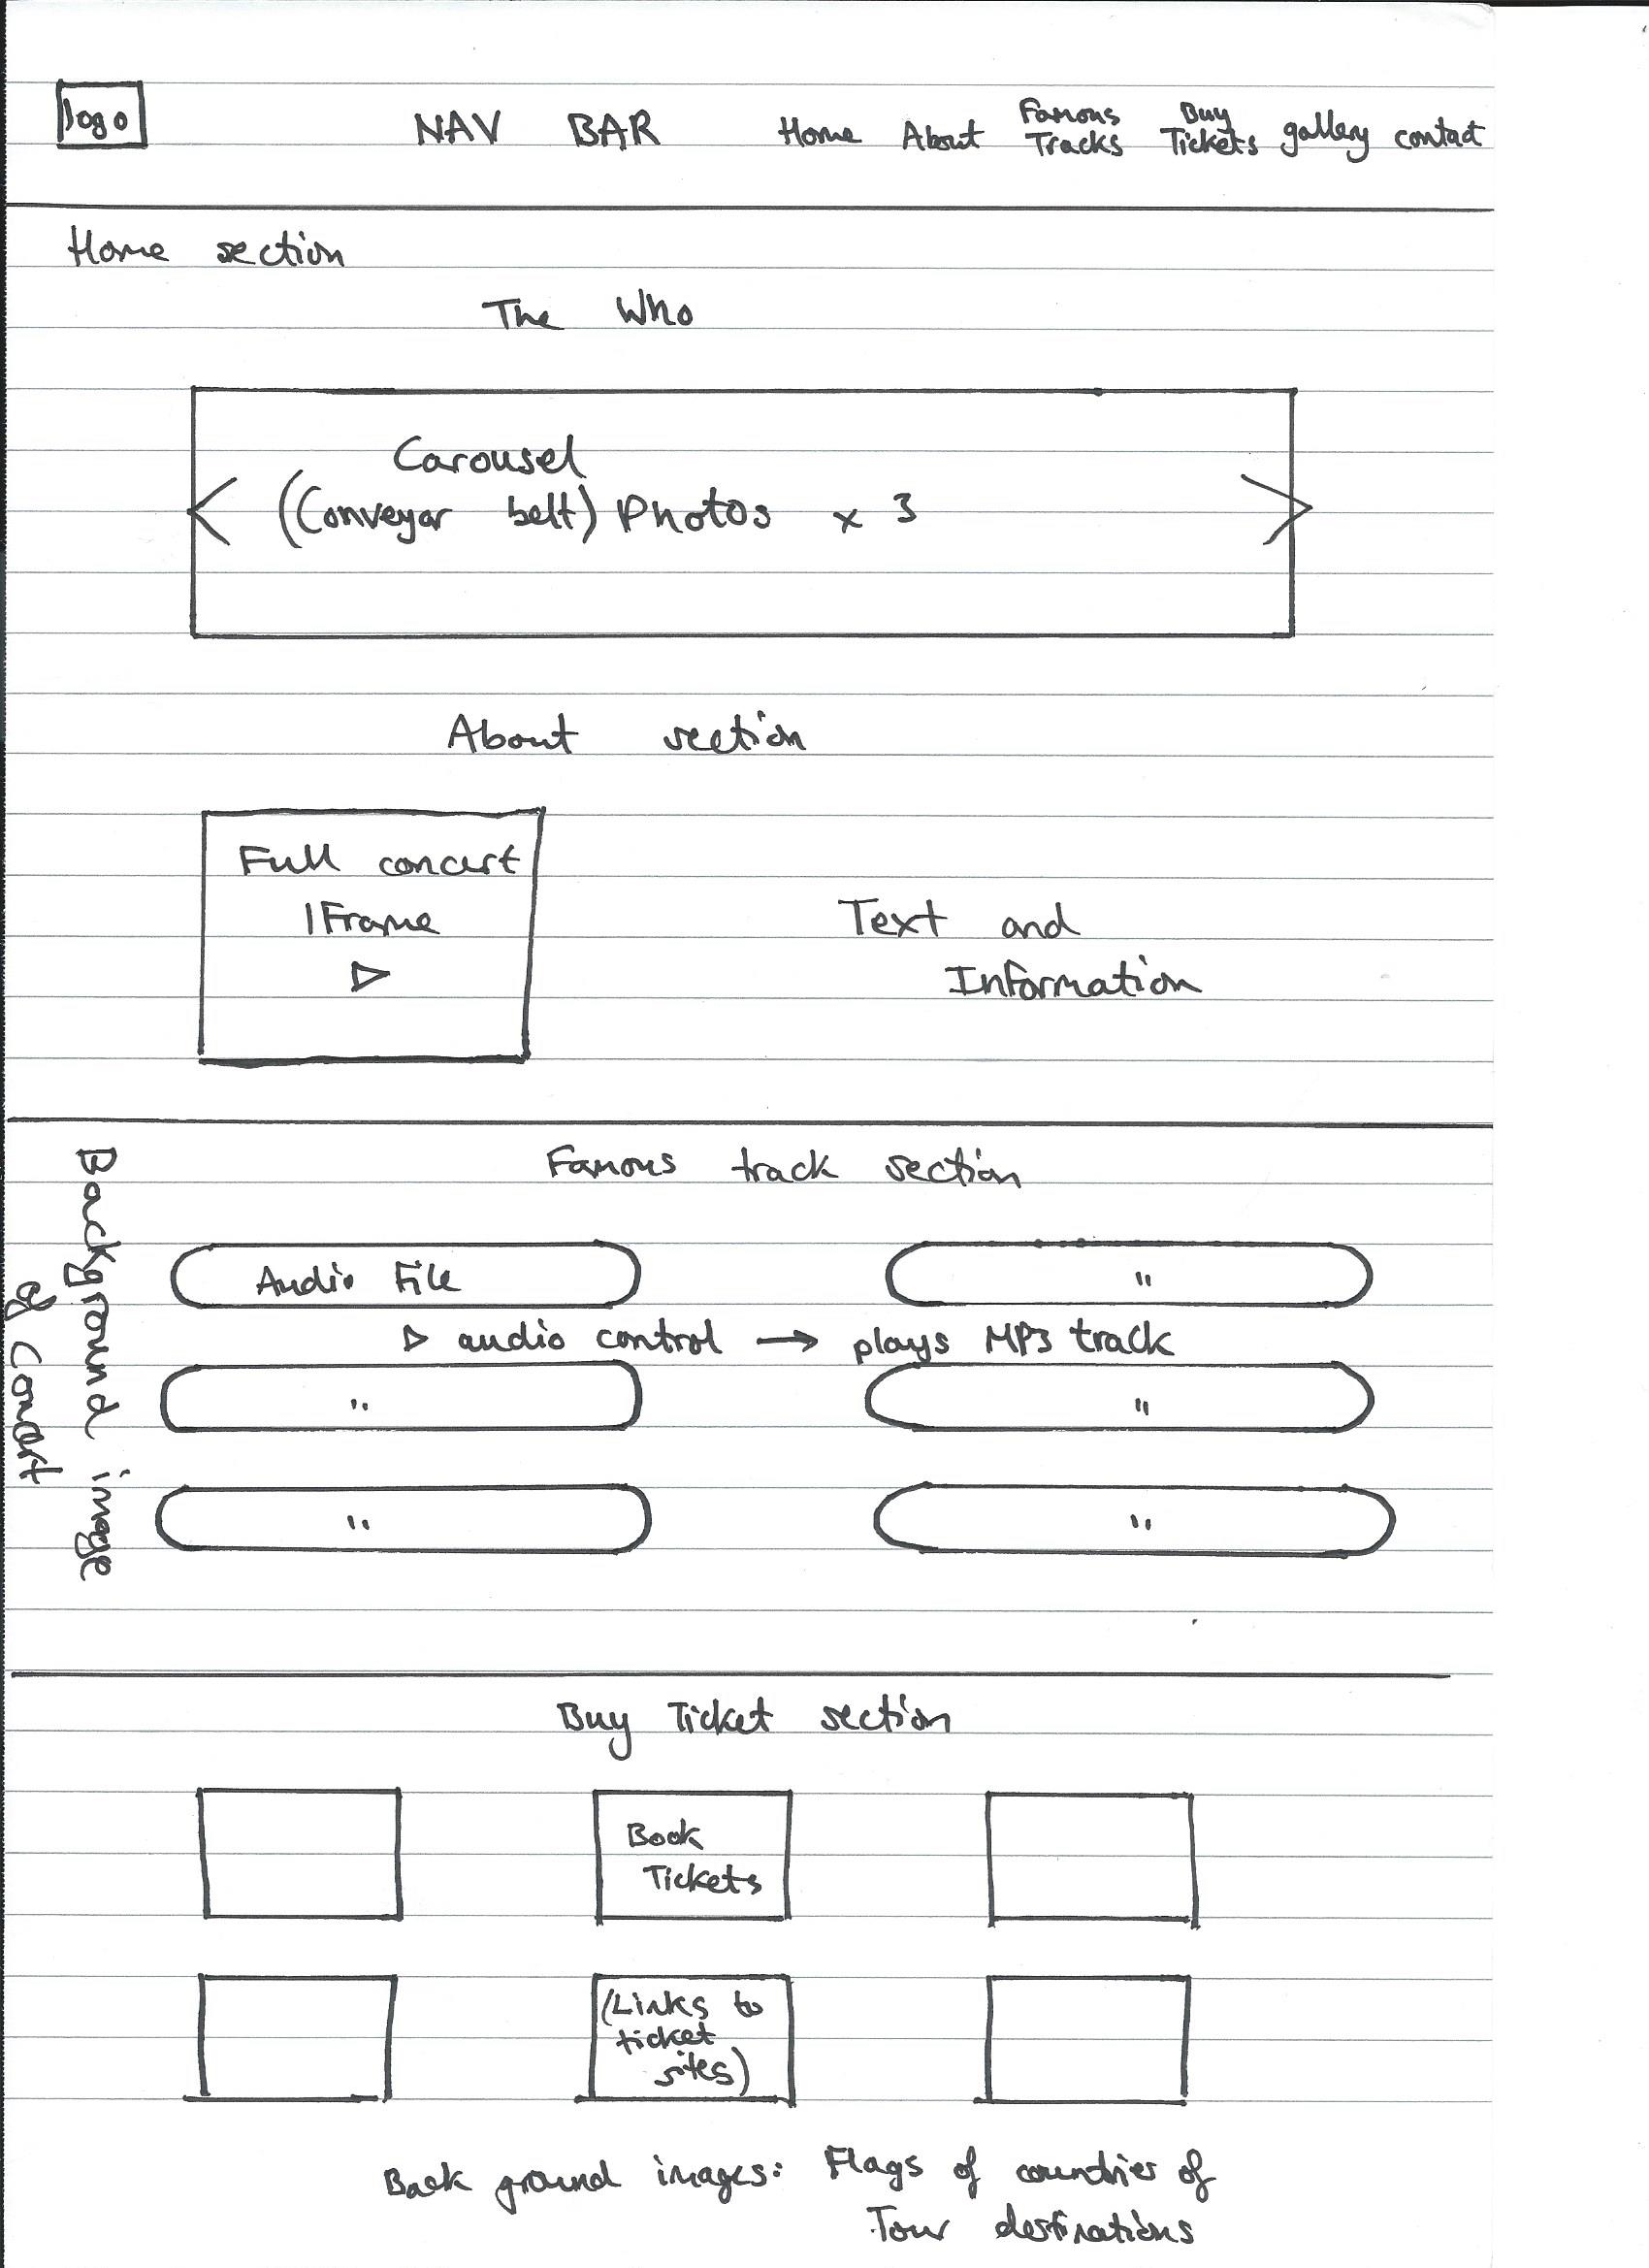 logo
NAV BAR Home About Famous Tracks Buy Tickets gallery contact
Home section
The Who
Carousel
< (Conveyor belt) Photos x 3 >
About section
Full concert
IFrame
Text and
Information
Background image
of Concert
Famous track section
Audio File "
audio control → plays MP3 track
" "
" "
Buy Ticket section
Book
Tickets
(Links to
ticket
sites)
Back ground images: Flags of countries of
Tour destinations